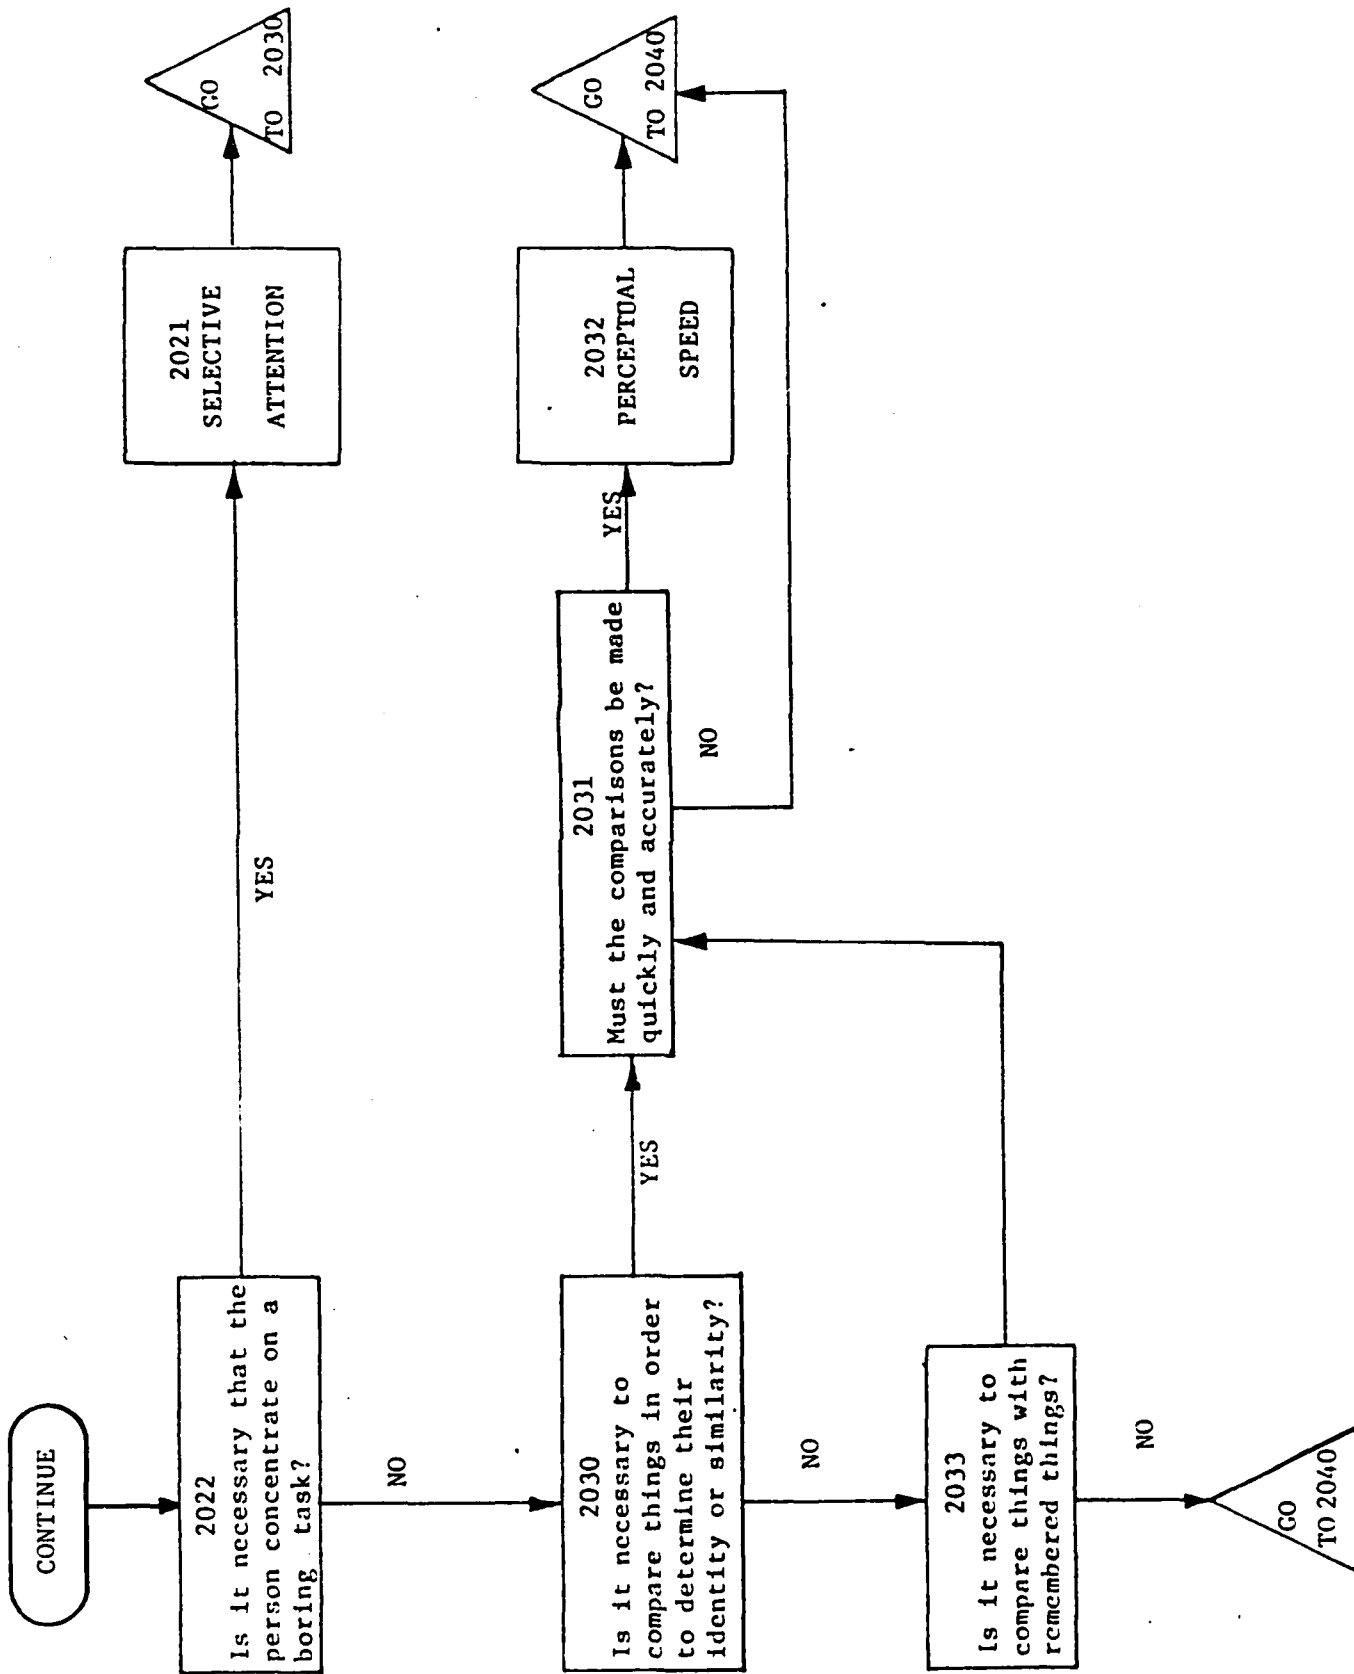 CONTINUE
2022
Is it necessary that the
person concentrate on a
boring task?
YES
2021
SELECTIVE
ATTENTION
GO
TO 2030
NO
2030
Is it necessary to
compare things in order
to determine their
identity or similarity?
YES
2031
Must the comparisons be made
quickly and accurately?
YES
2032
PERCEPTUAL
SPEED
GO
TO 2040
NO
NO
2033
Is it necessary to
compare things with
remembered things?
NO
GO
TO 2040